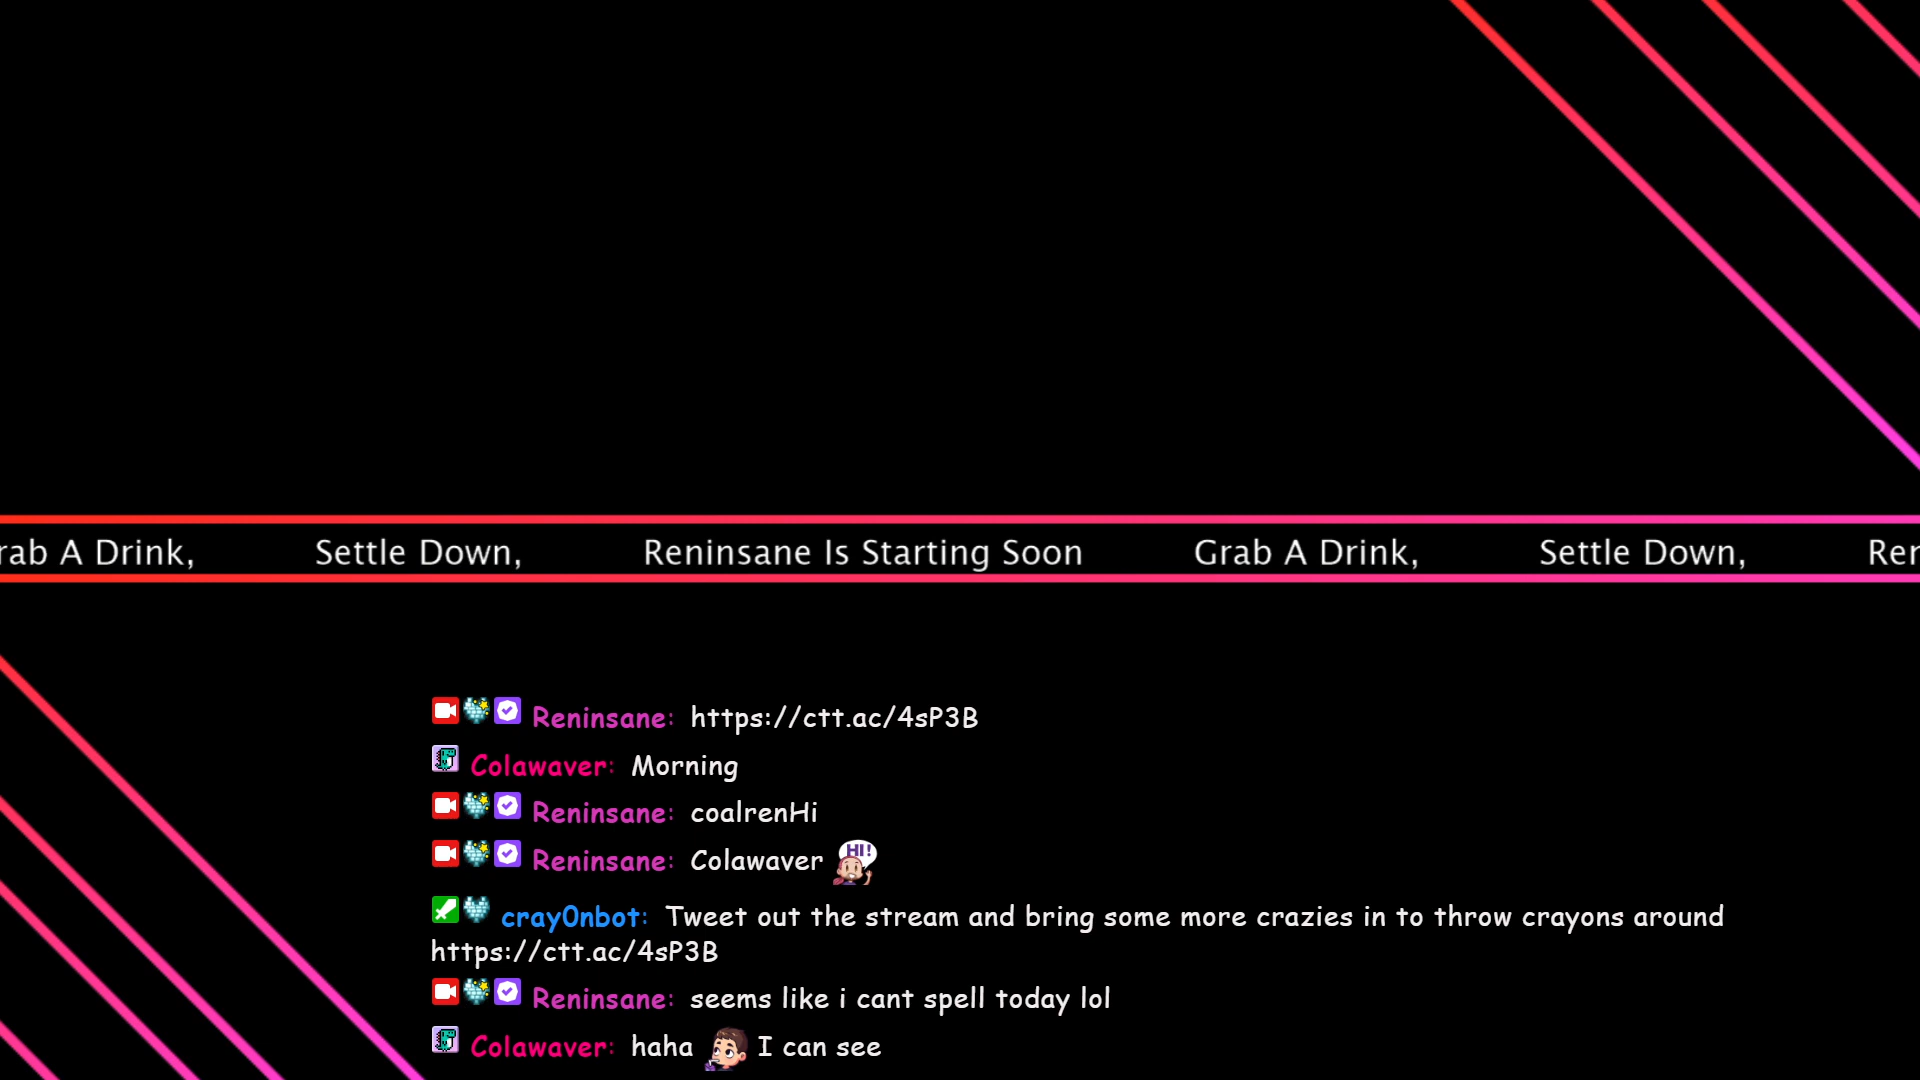 rab A Drink, Settle Down, Reninsane Is Starting Soon Grab A Drink, Settle Down, Ren
Reninsane: https://ctt.ac/4sP3B
Colawaver: Morning
Reninsane: coalrenHi
Reninsane: Colawaver HI!
cray0nbot: Tweet out the stream and bring some more crazies in to throw crayons around
https://ctt.ac/4sP3B
Reninsane: seems like i cant spell today lol
Colawaver: haha I can see